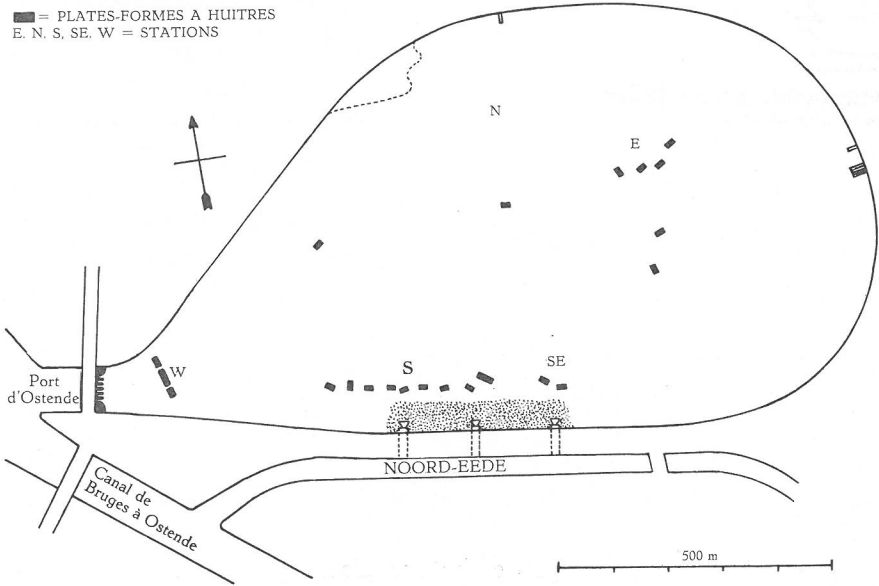 = PLATES-FORMES A HUITRES
E. N. S, SE. W = STATIONS
N
E
W
S
SE
Port
d'Ostende
NOORD-EEDE
Canal de
Bruges à Ostende
500 m